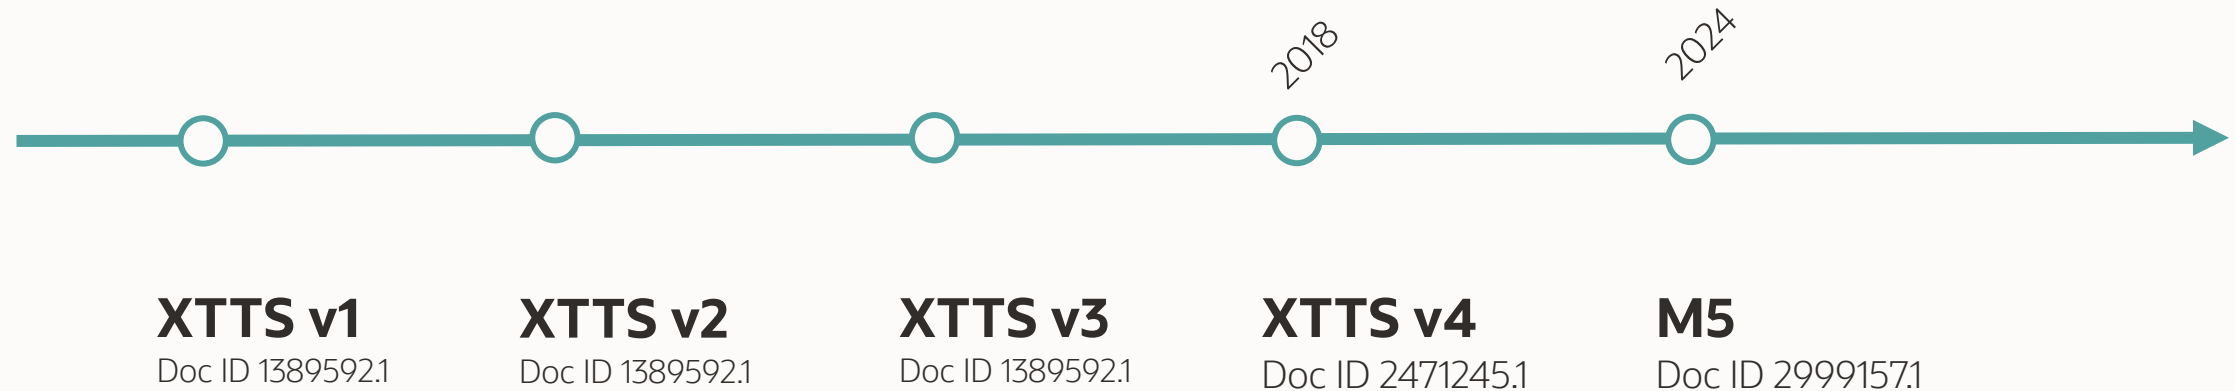 2018
2024
XTTS v1
Doc ID 1389592.1
XTTS v2
Doc ID 1389592.1
XTTS v3
Doc ID 1389592.1
XTTS v4
Doc ID 2471245.1
M5
Doc ID 2999157.1